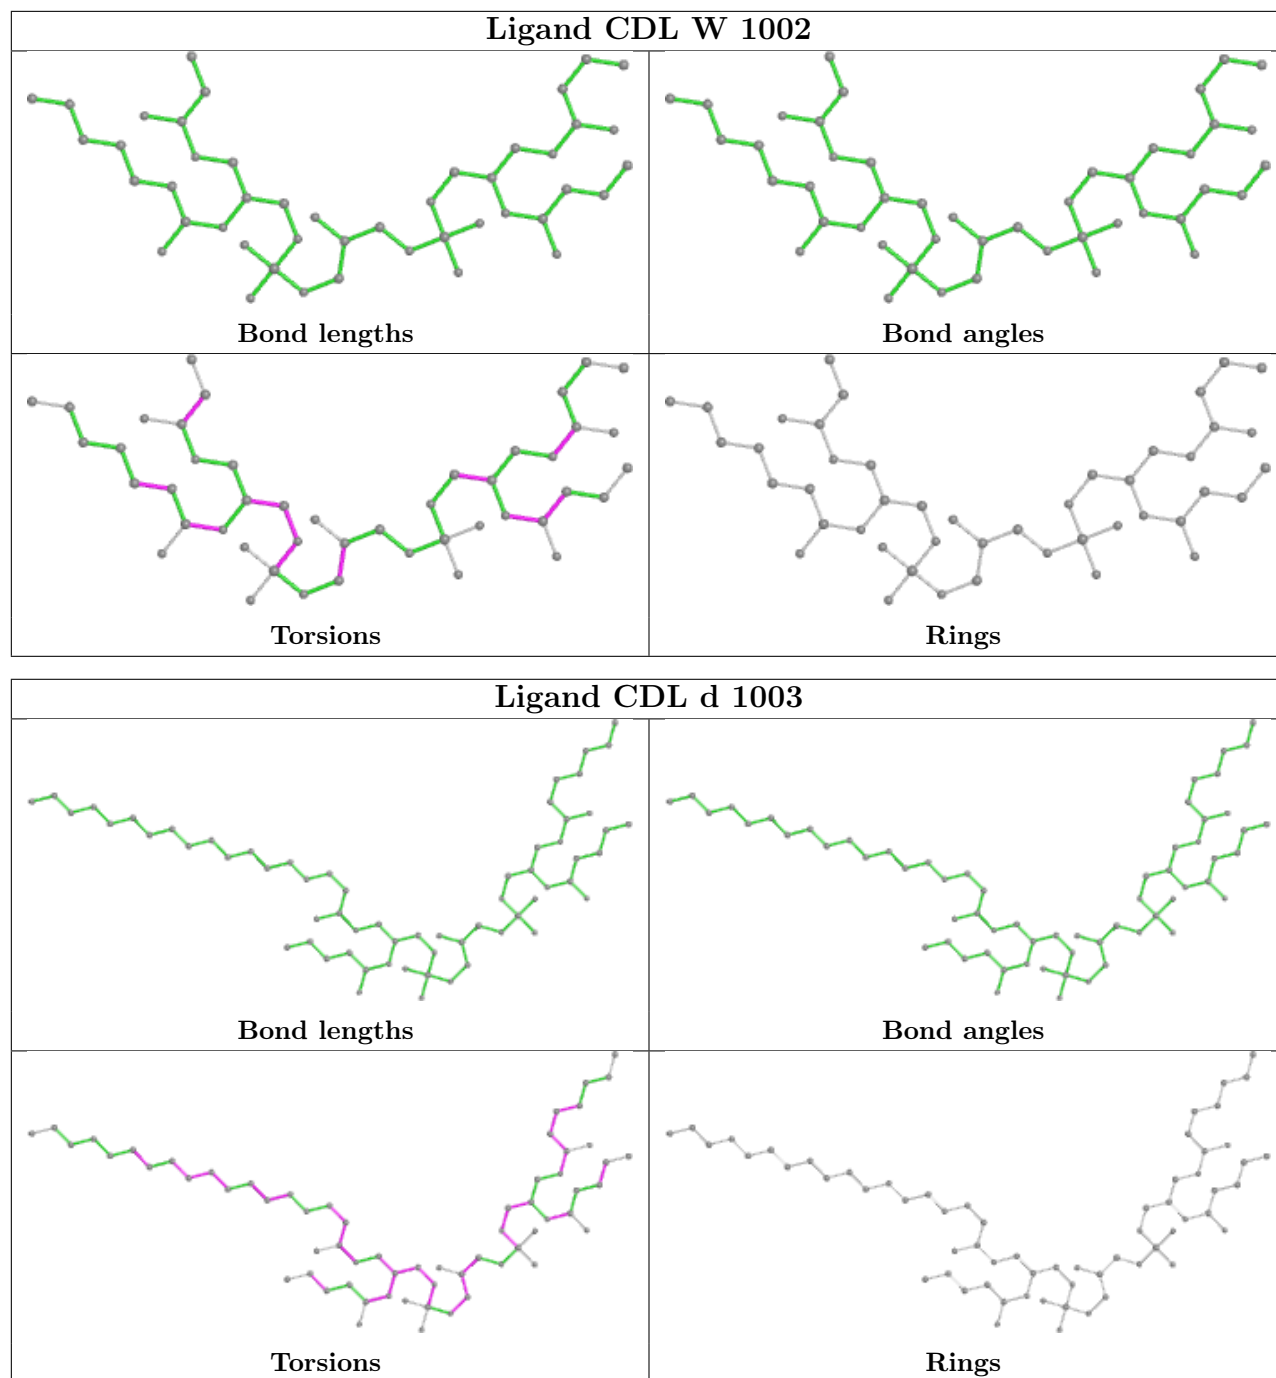 Ligand CDL W 1002
Bond lengths
Bond angles
Torsions
Rings
Ligand CDL d 1003
Bond lengths
Bond angles
Torsions
Rings